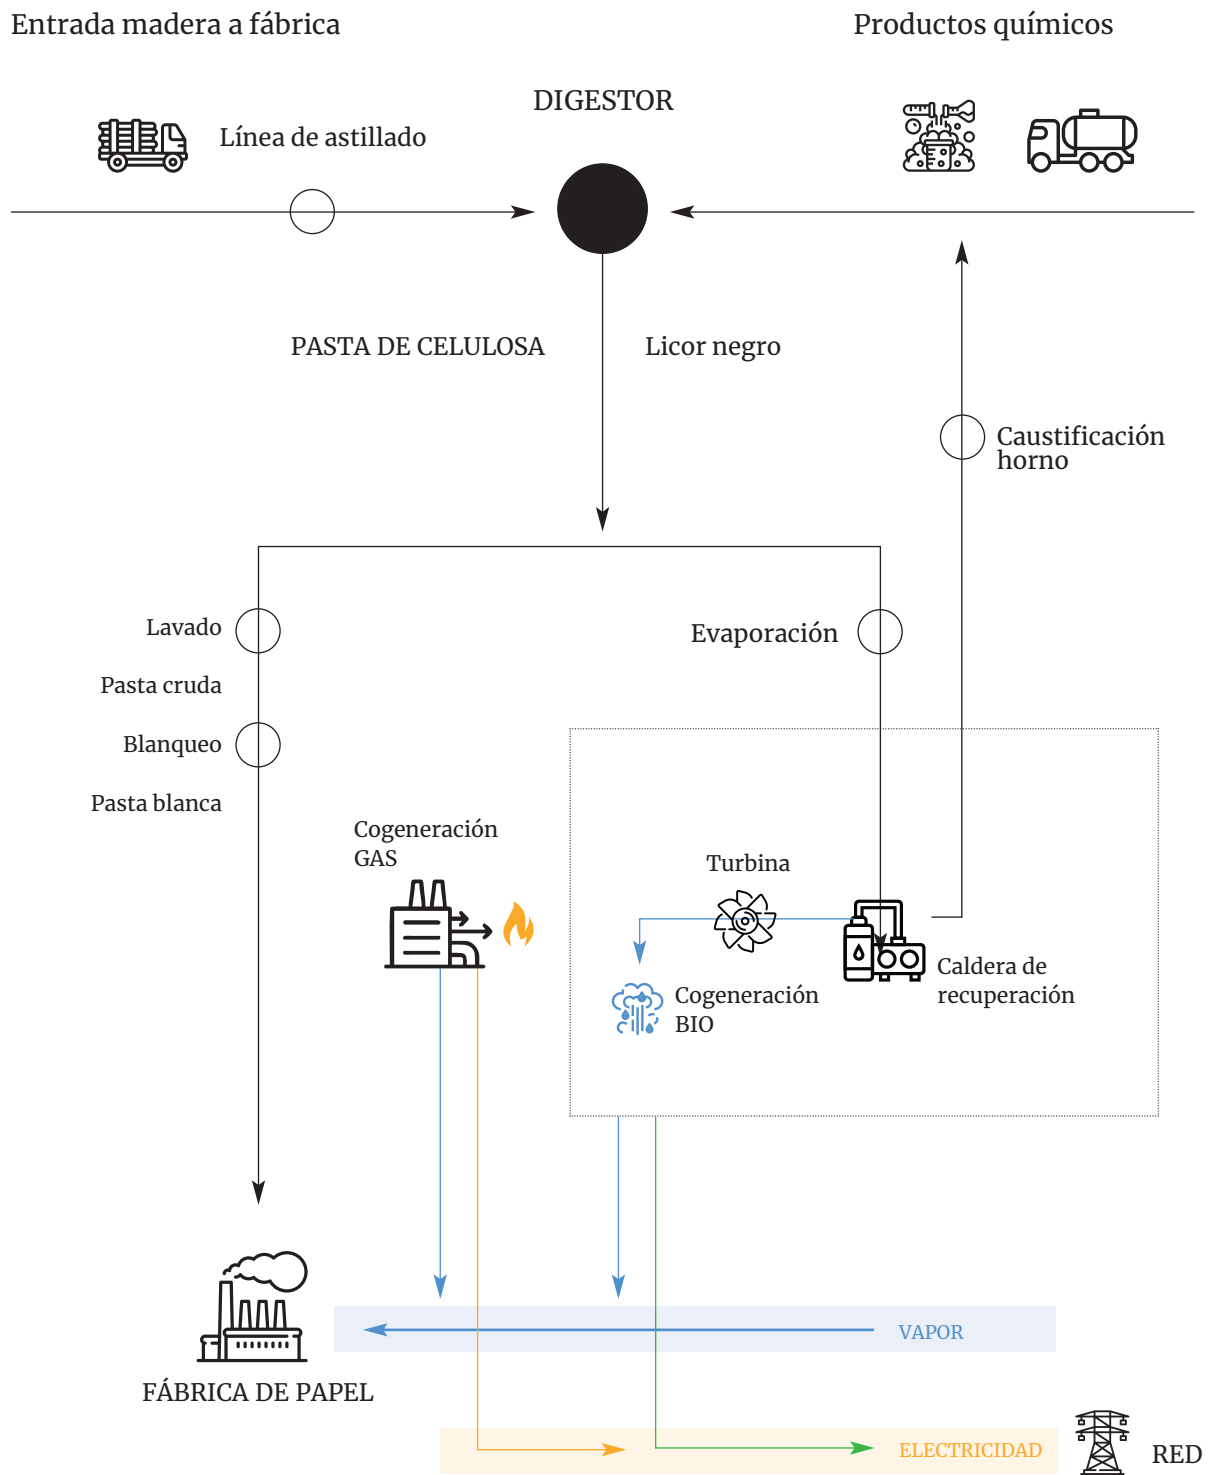 Entrada madera a fábrica
Productos químicos
DIGESTOR
Línea de astillado
PASTA DE CELULOSA
Licor negro
Caustificación
horno
Lavado
Evaporación
Pasta cruda
Blanqueo
Pasta blanca
Cogeneración
GAS
Turbina
Caldera de
recuperación
Cogeneración
BIO
VAPOR
FÁBRICA DE PAPEL
ELECTRICIDAD
RED